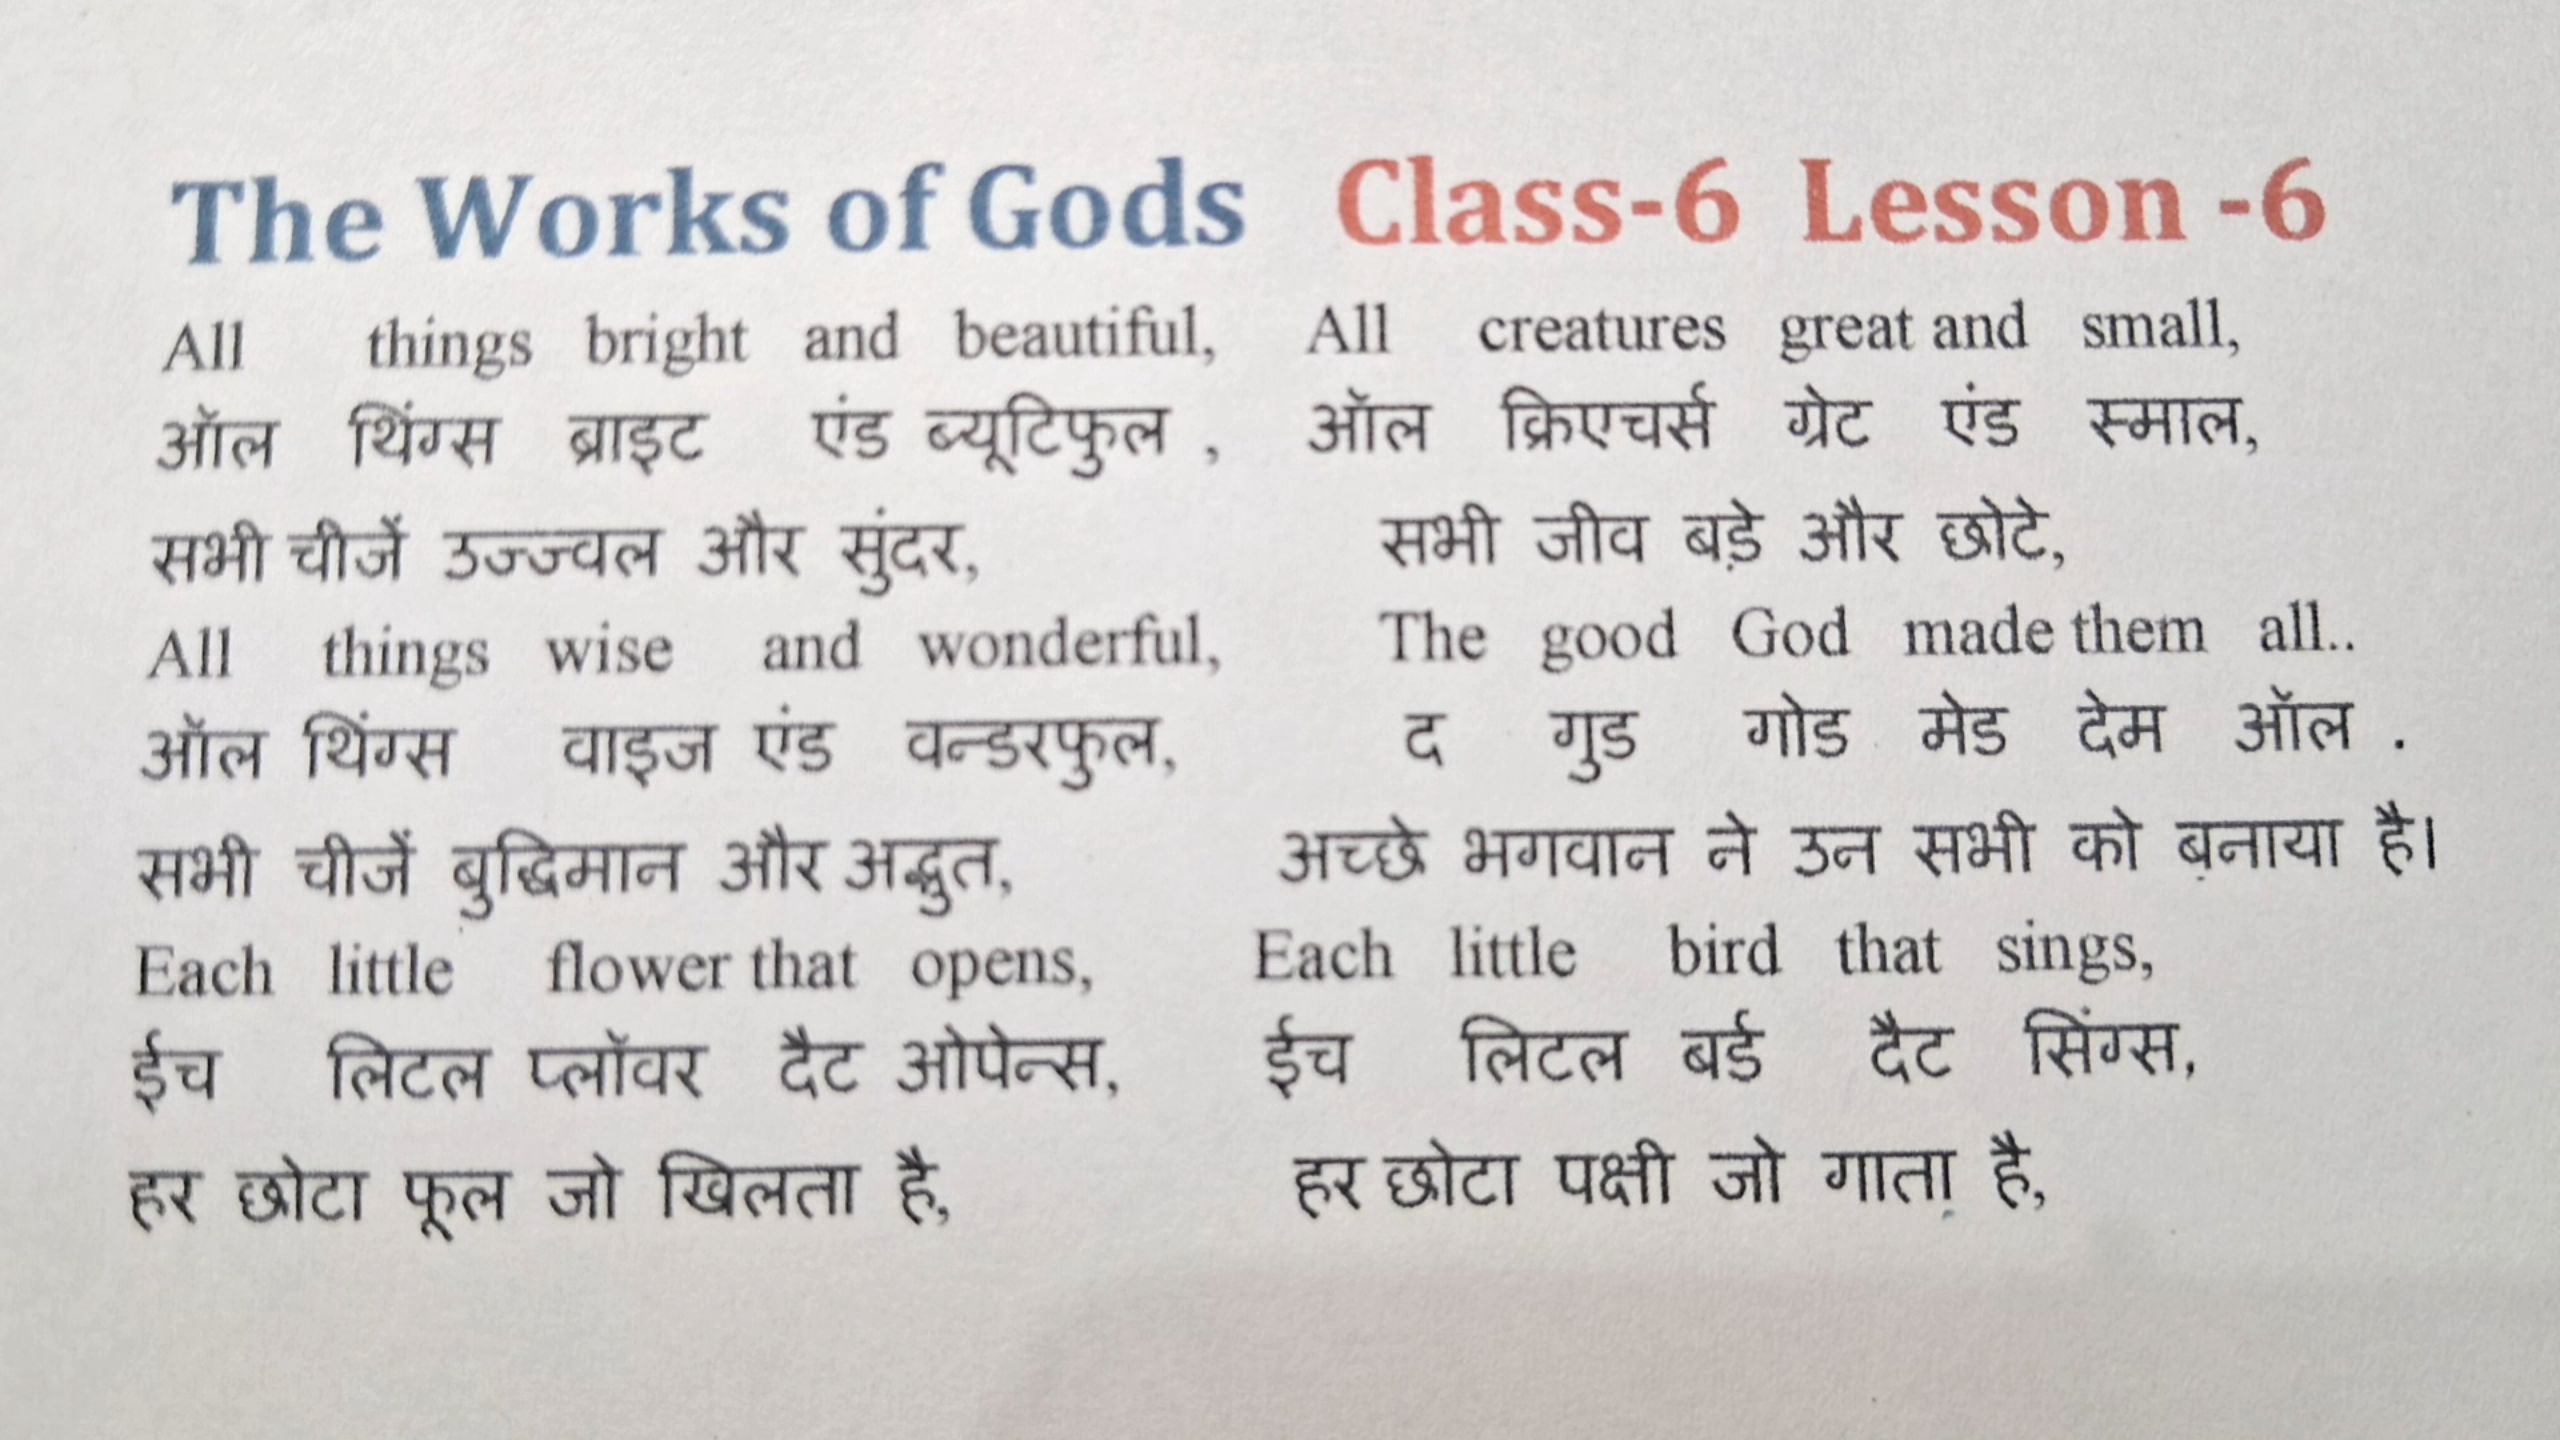 The Works of Gods Class-6 Lesson -6
All things bright and beautiful, All creatures great and small,
ऑल थिंग्स ब्राइट एंड ब्यूटिफुल , ऑल क्रिएचर्स ग्रेट एंड स्माल,
सभी चीजें उज्ज्वल और सुंदर, सभी जीव बड़े और छोटे,
All things wise and wonderful, The good God made them all..
ऑल थिंग्स वाइज एंड वन्डरफुल, द गुड गोड मेड देम ऑल .
सभी चीजें बुद्धिमान और अद्भुत, अच्छे भगवान ने उन सभी को बनाया है।
Each little flower that opens, Each little bird that sings,
ईच लिटल प्लॉवर दैट ओपेन्स, ईच लिटल बर्ड दैट सिंग्स,
हर छोटा फूल जो खिलता है, हर छोटा पक्षी जो गाता है,